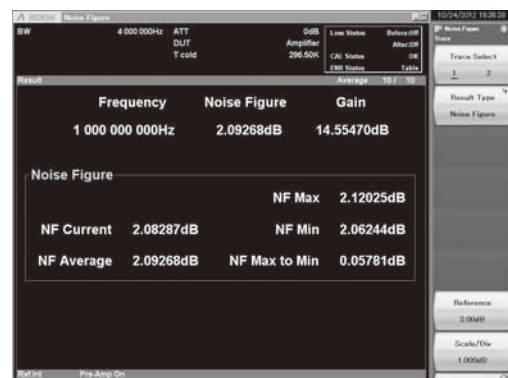 Noise Figure 10/24/2012 19:36:38
BW 4 000 000Hz ATT 0dB Loss Status Before:Off
DUT Amplifier After:Off
T cold 296.50K CAL Status OK
ENR Status Table
Result Average 10 / 10
Frequency Noise Figure Gain
1 000 000 000Hz 2.09268dB 14.55470dB
Noise Figure
NF Max 2.12025dB
NF Current 2.08287dB NF Min 2.06244dB
NF Average 2.09268dB NF Max to Min 0.05781dB
Ref.Int Pre-Amp On
Noise Figure
Trace
Trace Select
1 2
Result Type
Noise Figure
Reference
3.00dB
Scale/Div
1.000dB